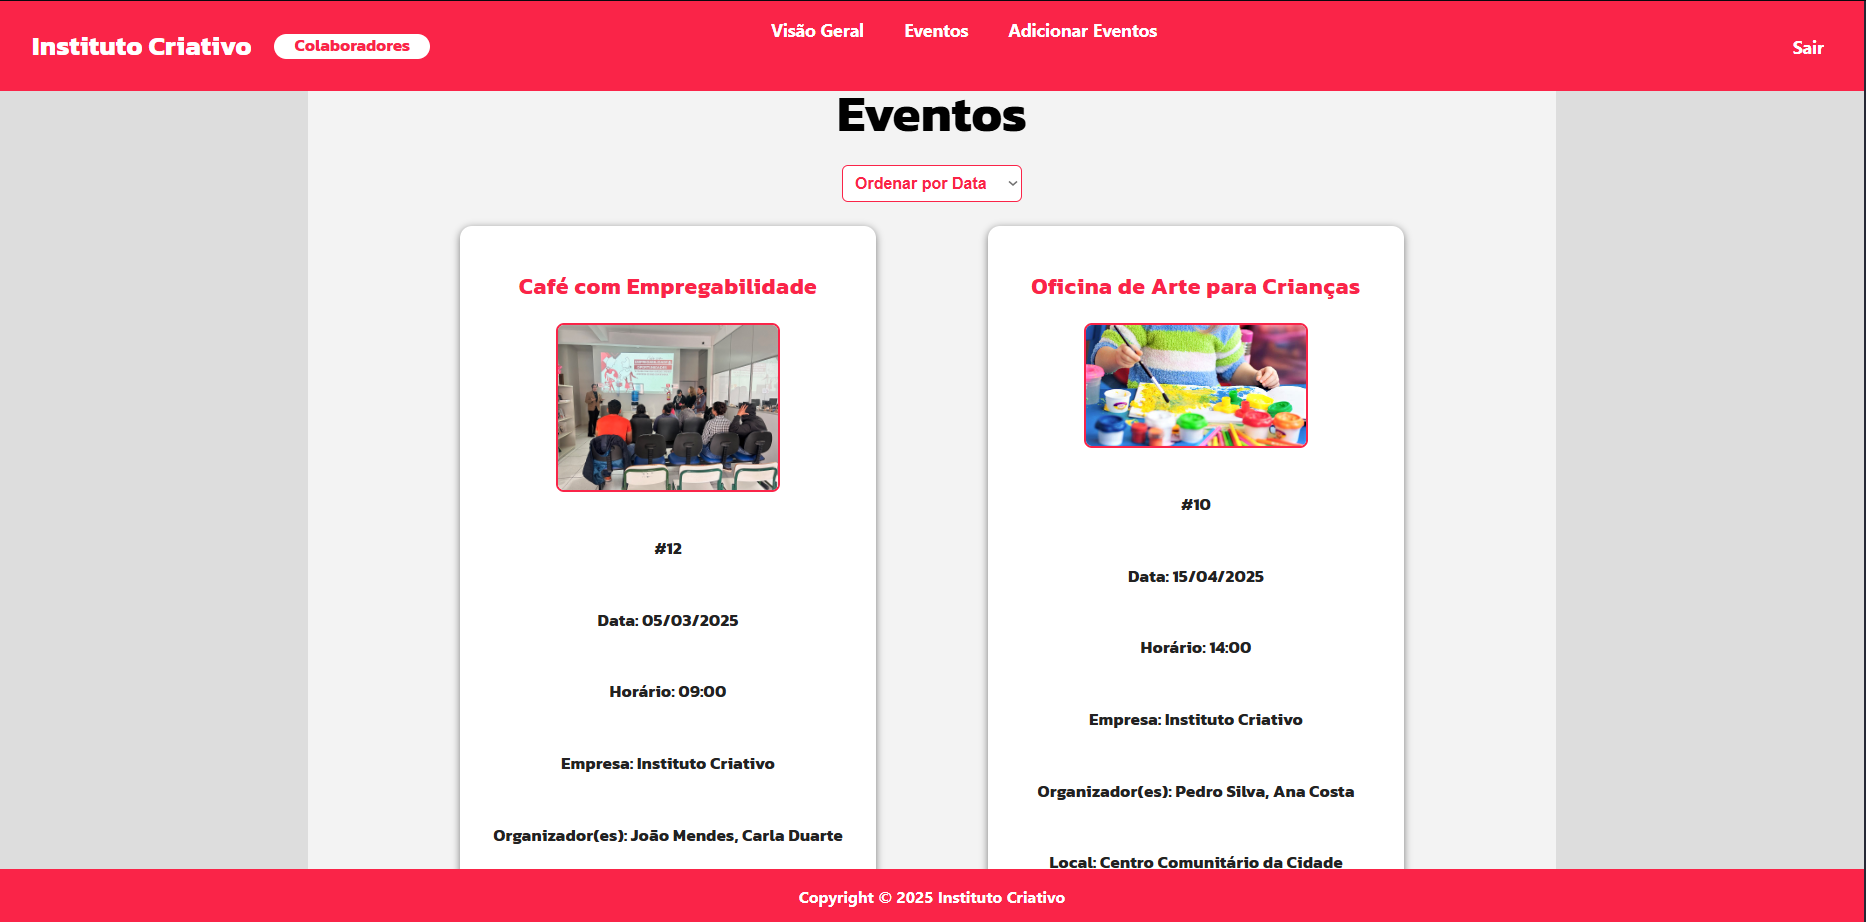 Instituto Criativo
Colaboradores
Visão Geral
Eventos
Adicionar Eventos
Sair
Eventos
Ordenar por Data
Café com Empregabilidade
#12
Data: 05/03/2025
Horário: 09:00
Empresa: Instituto Criativo
Organizador(es): João Mendes, Carla Duarte
Oficina de Arte para Crianças
#10
Data: 15/04/2025
Horário: 14:00
Empresa: Instituto Criativo
Organizador(es): Pedro Silva, Ana Costa
Local: Centro Comunitário da Cidade
Copyright © 2025 Instituto Criativo